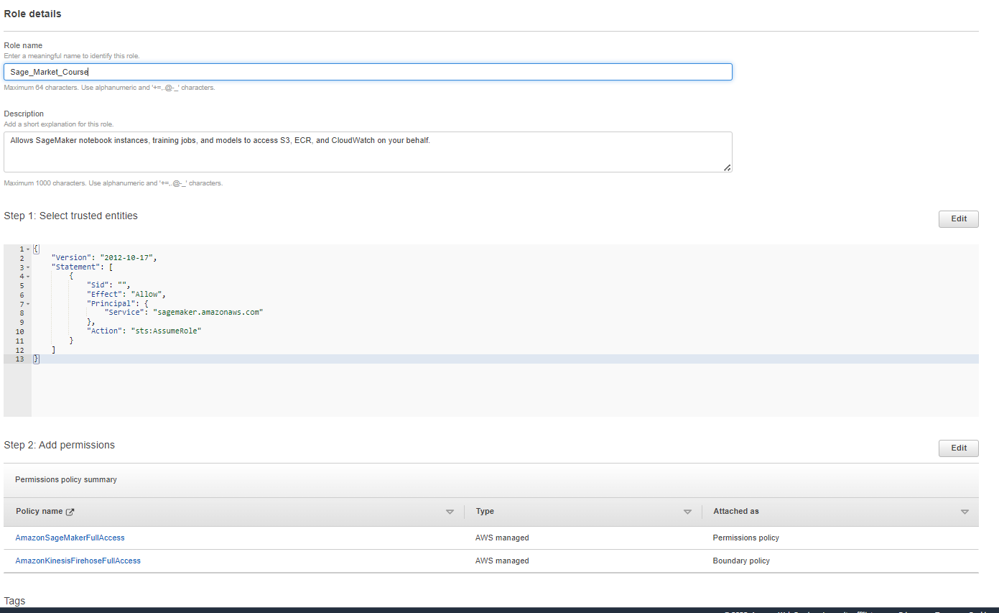 Role details
Role name
Enter a meaningful name to identify this role.
Sage_Market_Course
Maximum 64 characters. Use alphanumeric and '+=,.@-_' characters.
Description
Add a short explanation for this role.
Allows SageMaker notebook instances, training jobs, and models to access S3, ECR, and CloudWatch on your behalf.
Maximum 1000 characters. Use alphanumeric and '+=,.@-_' characters.
Step 1: Select trusted entities Edit
1 {
2 "Version": "2012-10-17",
3 "Statement": [
4 {
5 "Sid": "",
6 "Effect": "Allow",
7 "Principal": {
8 "Service": "sagemaker.amazonaws.com"
9 },
10 "Action": "sts:AssumeRole"
11 }
12 ]
13 }
Step 2: Add permissions Edit
Permissions policy summary
Policy name Type Attached as
AmazonSageMakerFullAccess AWS managed Permissions policy
AmazonKinesisFirehoseFullAccess AWS managed Boundary policy
Tags